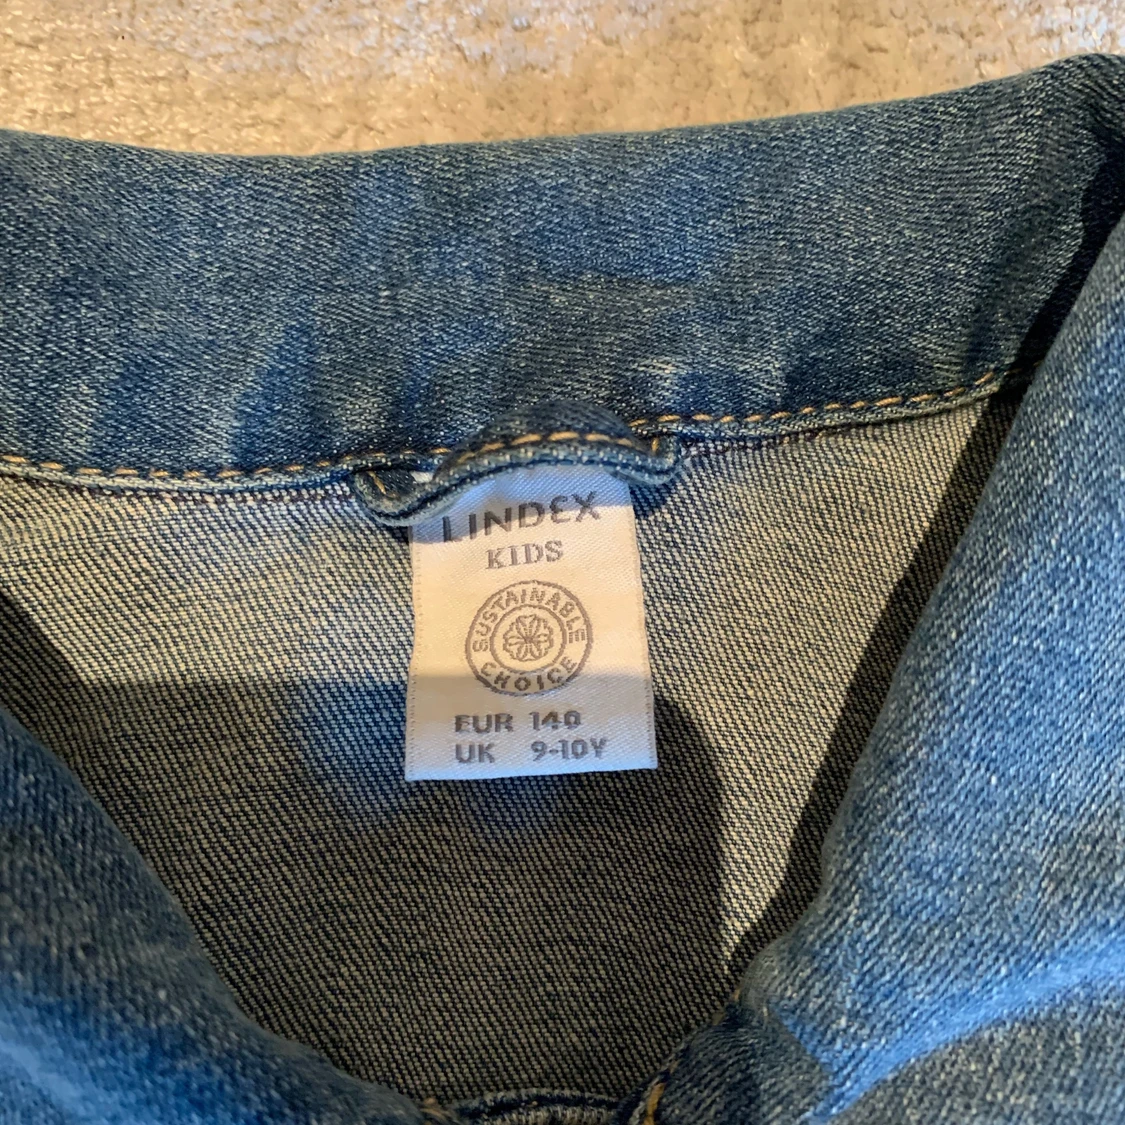 LINDEX
KIDS
SUSTAINABLE
CHOICE
EUR 140
UK 9-10Y